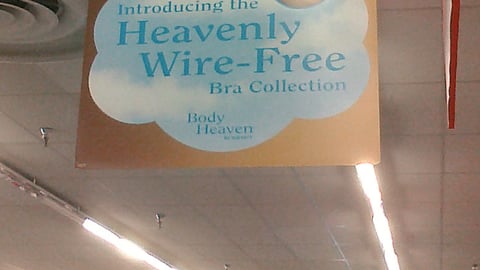 Introducing the
Heavenly
Wire-Free
Bra Collection
Body
Heaven